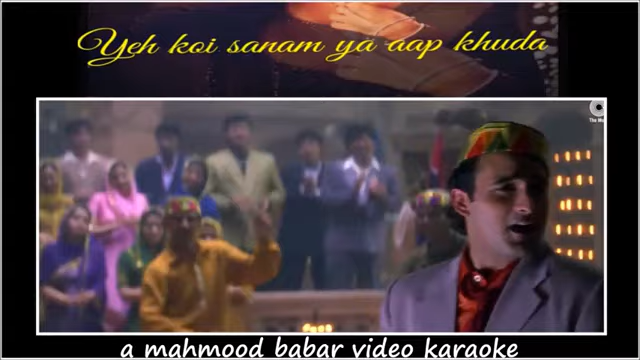 Yeh koi sanam ya aap khuda
a mahmood babar video karaoke